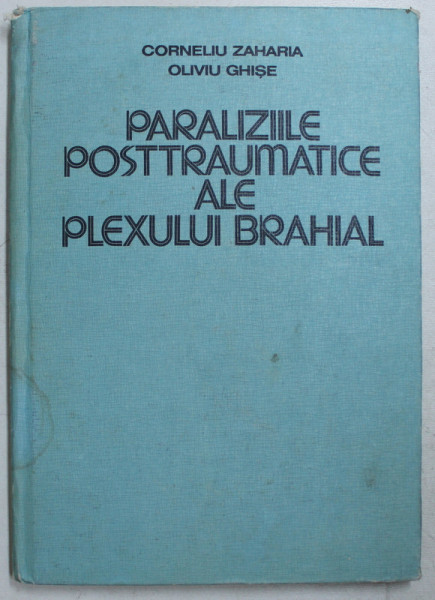 CORNELIU ZAHARIA
OLIVIU GHIȘE
PARALIZIILE
POSTTRAUMATICE
ALE
PLEXULUI BRAHIAL